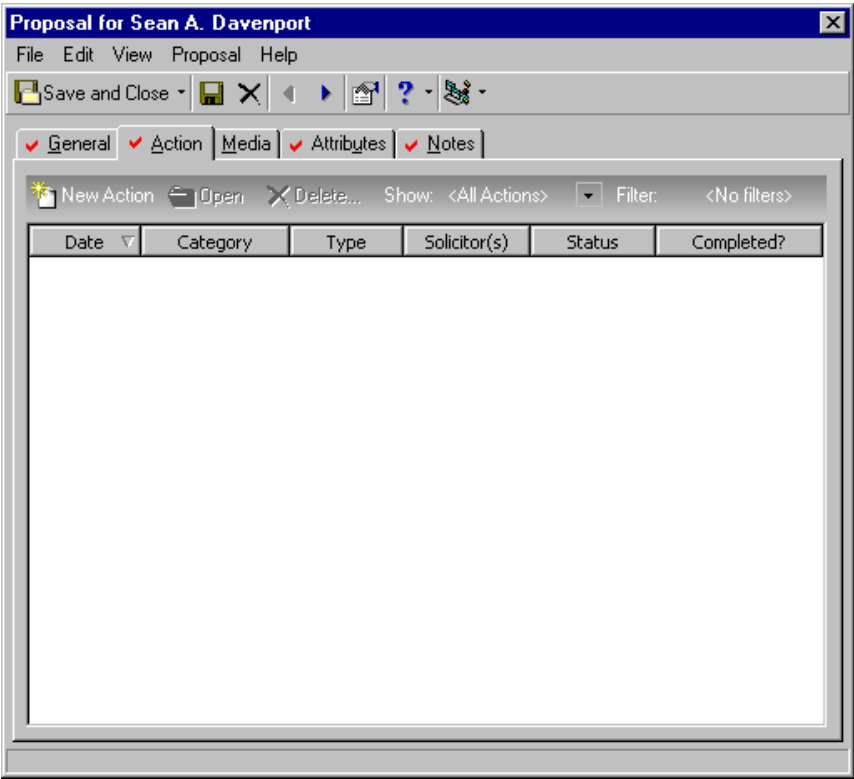 Proposal for Sean A. Davenport
File Edit View Proposal Help
Save and Close ?
General Action Media Attributes Notes
New Action Open Delete... Show: <All Actions> Filter: <No filters>
Date Category Type Solicitor(s) Status Completed?